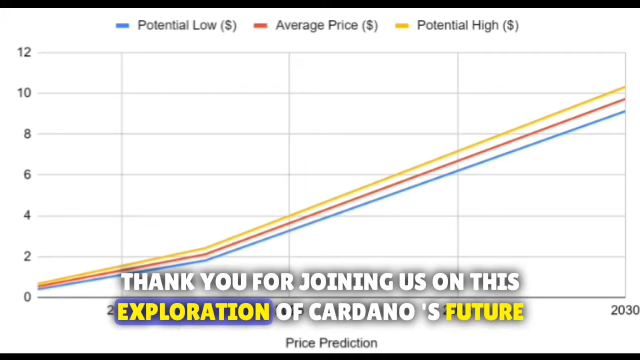 Potential Low ($) Average Price ($) Potential High ($)
12
10
8
6
4
2
0
2030
THANK YOU FOR JOINING US ON THIS
EXPLORATION OF CARDANO 'S FUTURE
Price Prediction